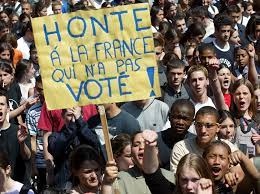 HONTE
À LA FRANCE
QUI N'A PAS
VOTÉ !